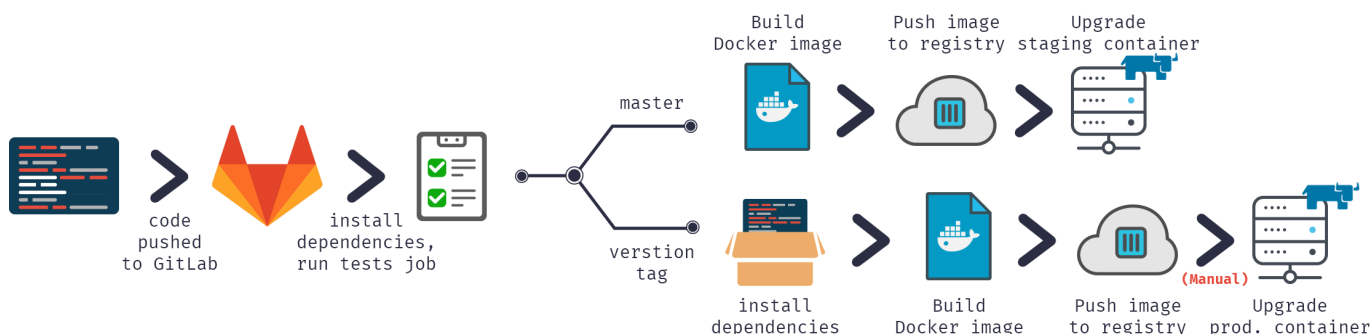 Build
Docker image
Push image
to registry
Upgrade
staging container
master
code
pushed
to GitLab
install
dependencies,
run tests job
verstion
tag
install
dependencies
Build
Docker image
Push image
to registry
(Manual)
Upgrade
prod. container